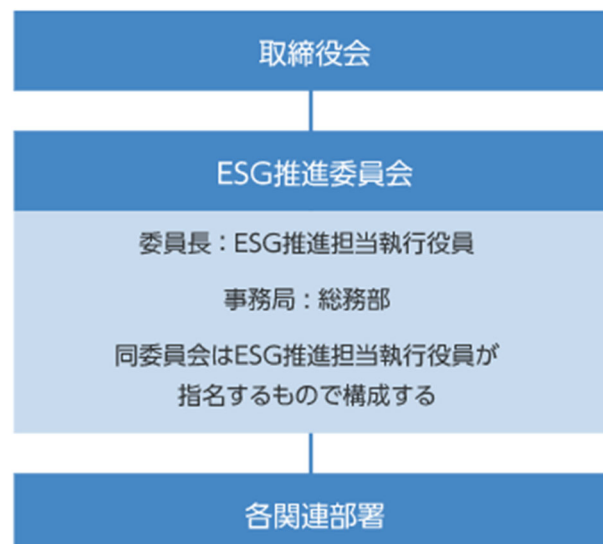 取締役会
ESG推進委員会
委員長：ESG推進担当執行役員
事務局：総務部
同委員会はESG推進担当執行役員が
指名するもので構成する
各関連部署